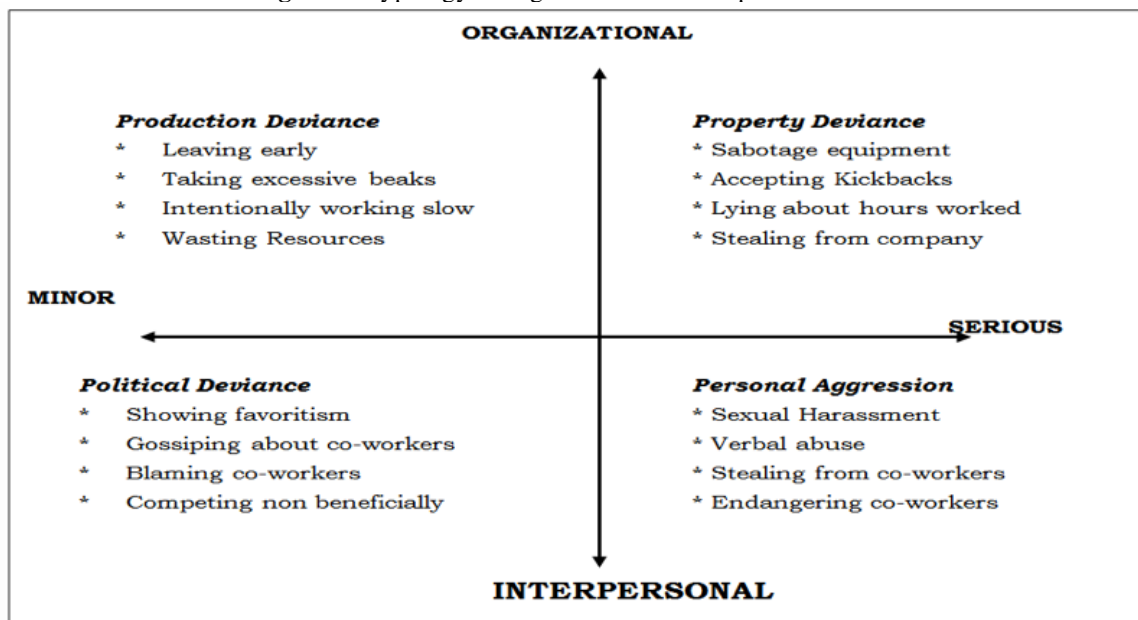 ORGANIZATIONAL
Production Deviance
* Leaving early
* Taking excessive beaks
* Intentionally working slow
* Wasting Resources
Property Deviance
* Sabotage equipment
* Accepting Kickbacks
* Lying about hours worked
* Stealing from company
MINOR
SERIOUS
Political Deviance
* Showing favoritism
* Gossiping about co-workers
* Blaming co-workers
* Competing non beneficially
Personal Aggression
* Sexual Harassment
* Verbal abuse
* Stealing from co-workers
* Endangering co-workers
INTERPERSONAL